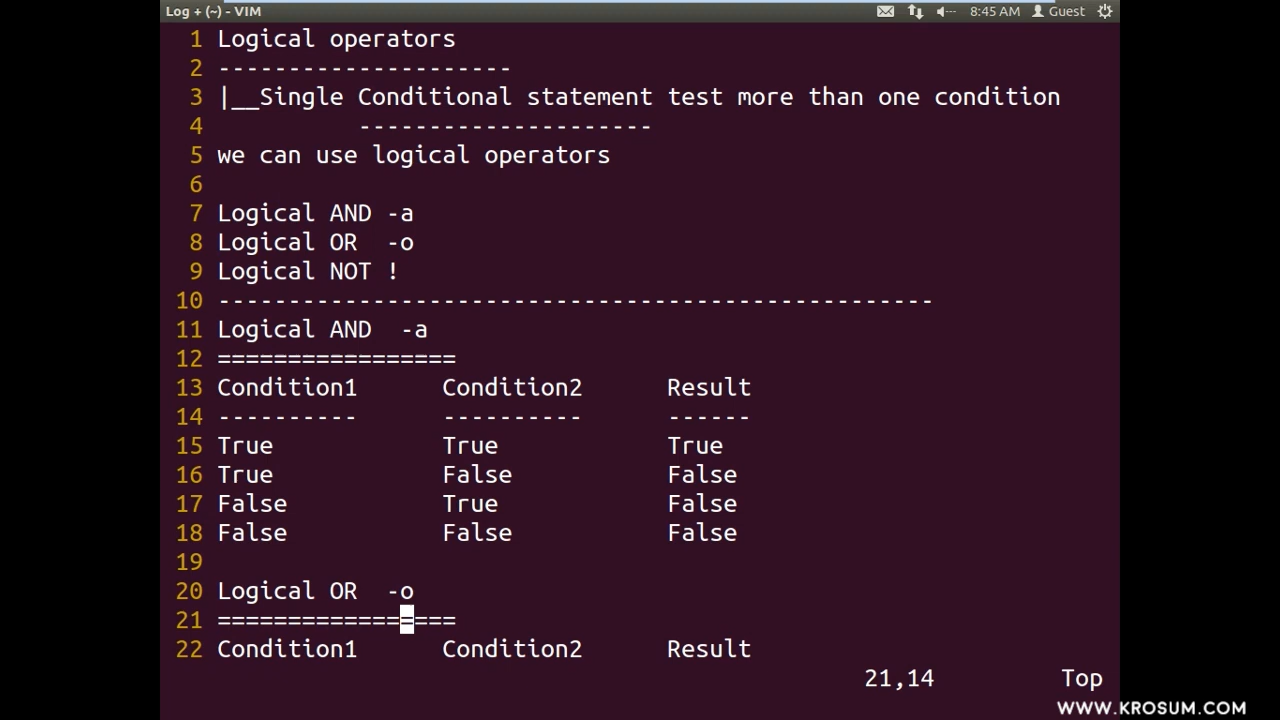 Log + (~) - VIM 8:45 AM Guest
1 Logical operators
2 ---------------------
3 |__Single Conditional statement test more than one condition
4           ---------------------
5 we can use logical operators
6
7 Logical AND -a
8 Logical OR  -o
9 Logical NOT !
10 ---------------------------------------------------
11 Logical AND  -a
12 =================
13 Condition1      Condition2      Result
14 ----------      ----------      ------
15 True            True            True
16 True            False           False
17 False           True            False
18 False           False           False
19
20 Logical OR  -o
21 =================
22 Condition1      Condition2      Result
21,14         Top
WWW.KROSUM.COM